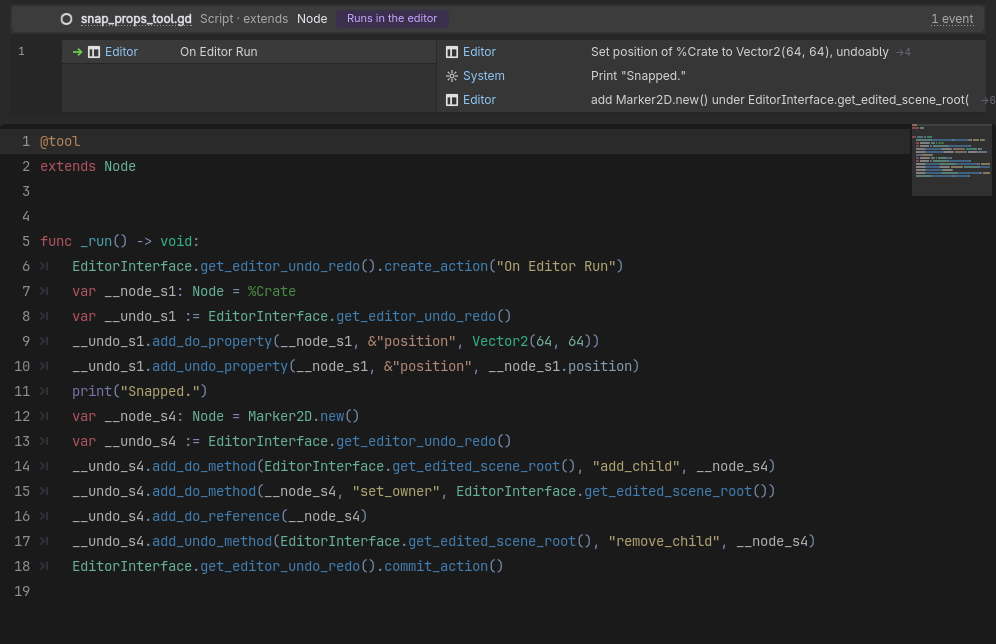 snap_props_tool.gd Script · extends Node Runs in the editor 1 event
1 Editor On Editor Run Editor Set position of %Crate to Vector2(64, 64), undoably →4
System Print "Snapped."
Editor add Marker2D.new() under EditorInterface.get_edited_scene_root( →6
1 @tool
2 extends Node
3
4
5 func _run() -> void:
6 EditorInterface.get_editor_undo_redo().create_action("On Editor Run")
7 var __node_s1: Node = %Crate
8 var __undo_s1 := EditorInterface.get_editor_undo_redo()
9 __undo_s1.add_do_property(__node_s1, &"position", Vector2(64, 64))
10 __undo_s1.add_undo_property(__node_s1, &"position", __node_s1.position)
11 print("Snapped.")
12 var __node_s4: Node = Marker2D.new()
13 var __undo_s4 := EditorInterface.get_editor_undo_redo()
14 __undo_s4.add_do_method(EditorInterface.get_edited_scene_root(), "add_child", __node_s4)
15 __undo_s4.add_do_method(__node_s4, "set_owner", EditorInterface.get_edited_scene_root())
16 __undo_s4.add_do_reference(__node_s4)
17 __undo_s4.add_undo_method(EditorInterface.get_edited_scene_root(), "remove_child", __node_s4)
18 EditorInterface.get_editor_undo_redo().commit_action()
19